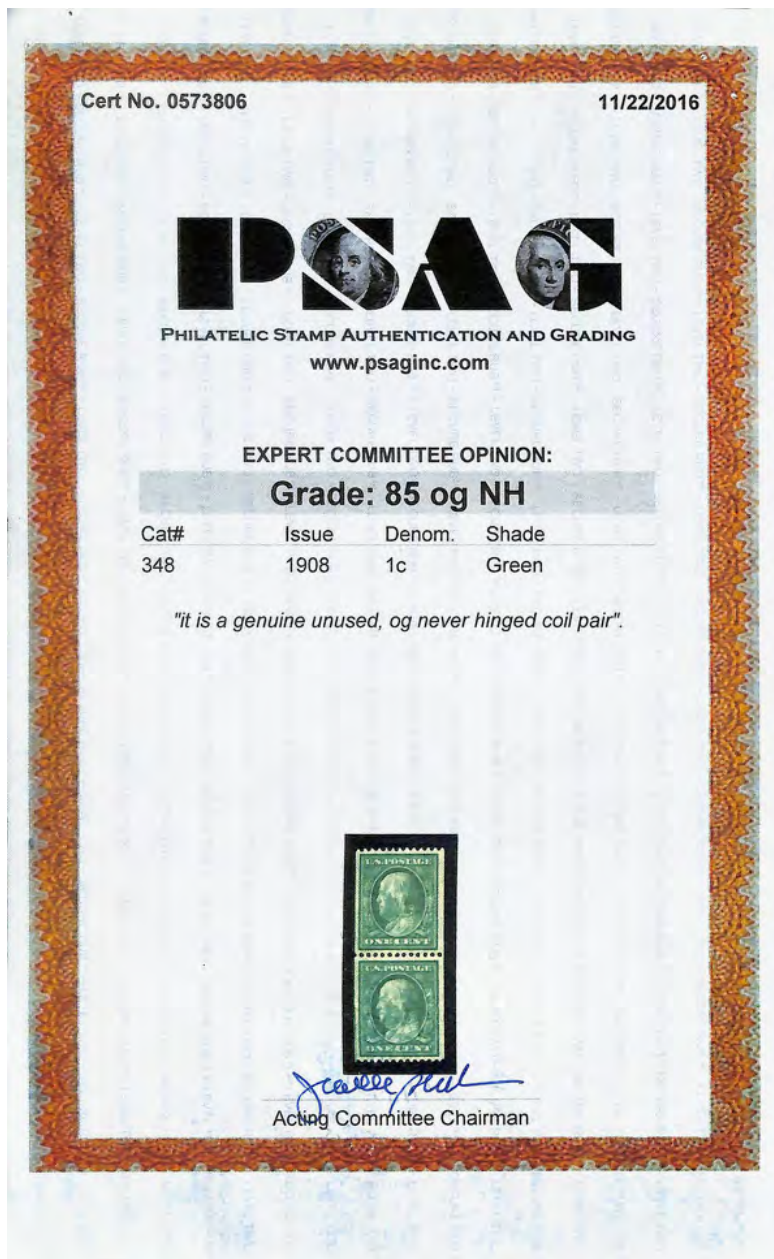 Cert No. 0573806
11/22/2016
PSAG
PHILATELIC STAMP AUTHENTICATION AND GRADING
www.psaginc.com
EXPERT COMMITTEE OPINION:
Grade: 85 og NH
Cat# Issue Denom. Shade
348 1908 1c Green
"it is a genuine unused, og never hinged coil pair".
U.S. POSTAGE
ONE CENT
U.S. POSTAGE
ONE CENT
Acting Committee Chairman